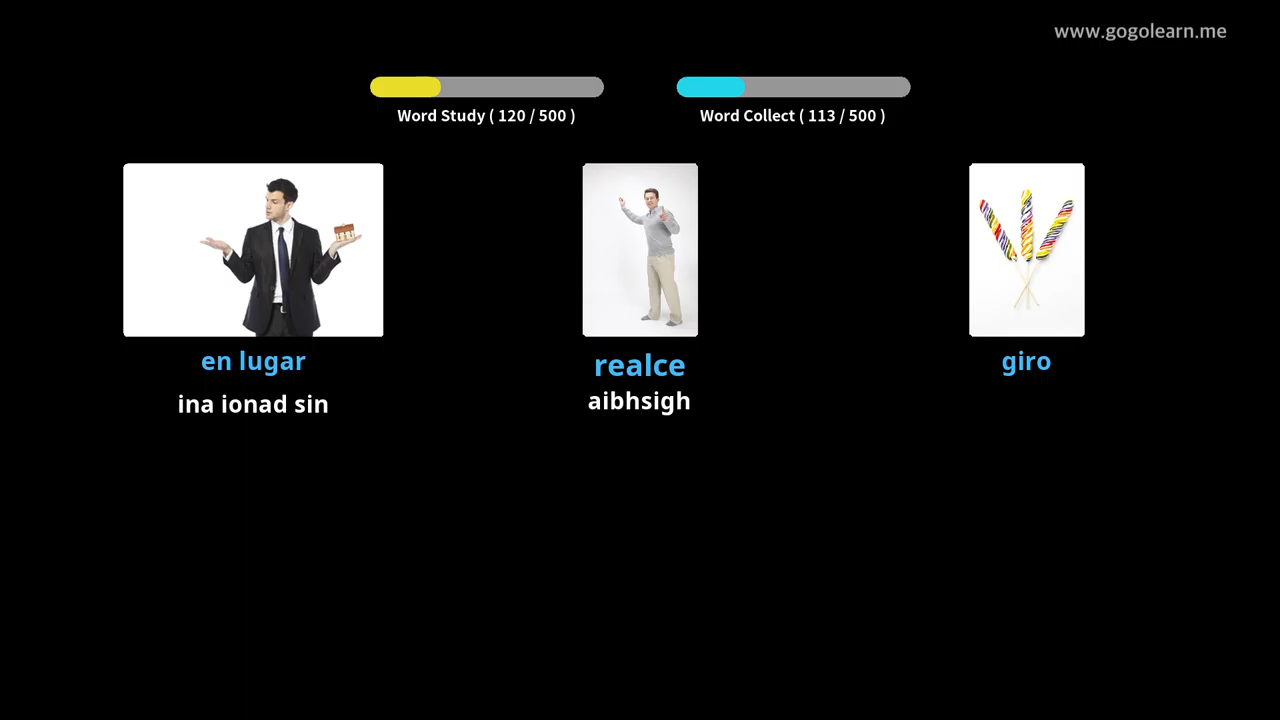 www.gogolearn.me
Word Study ( 120 / 500 )
Word Collect ( 113 / 500 )
en lugar
realce
giro
ina ionad sin
aibhsigh